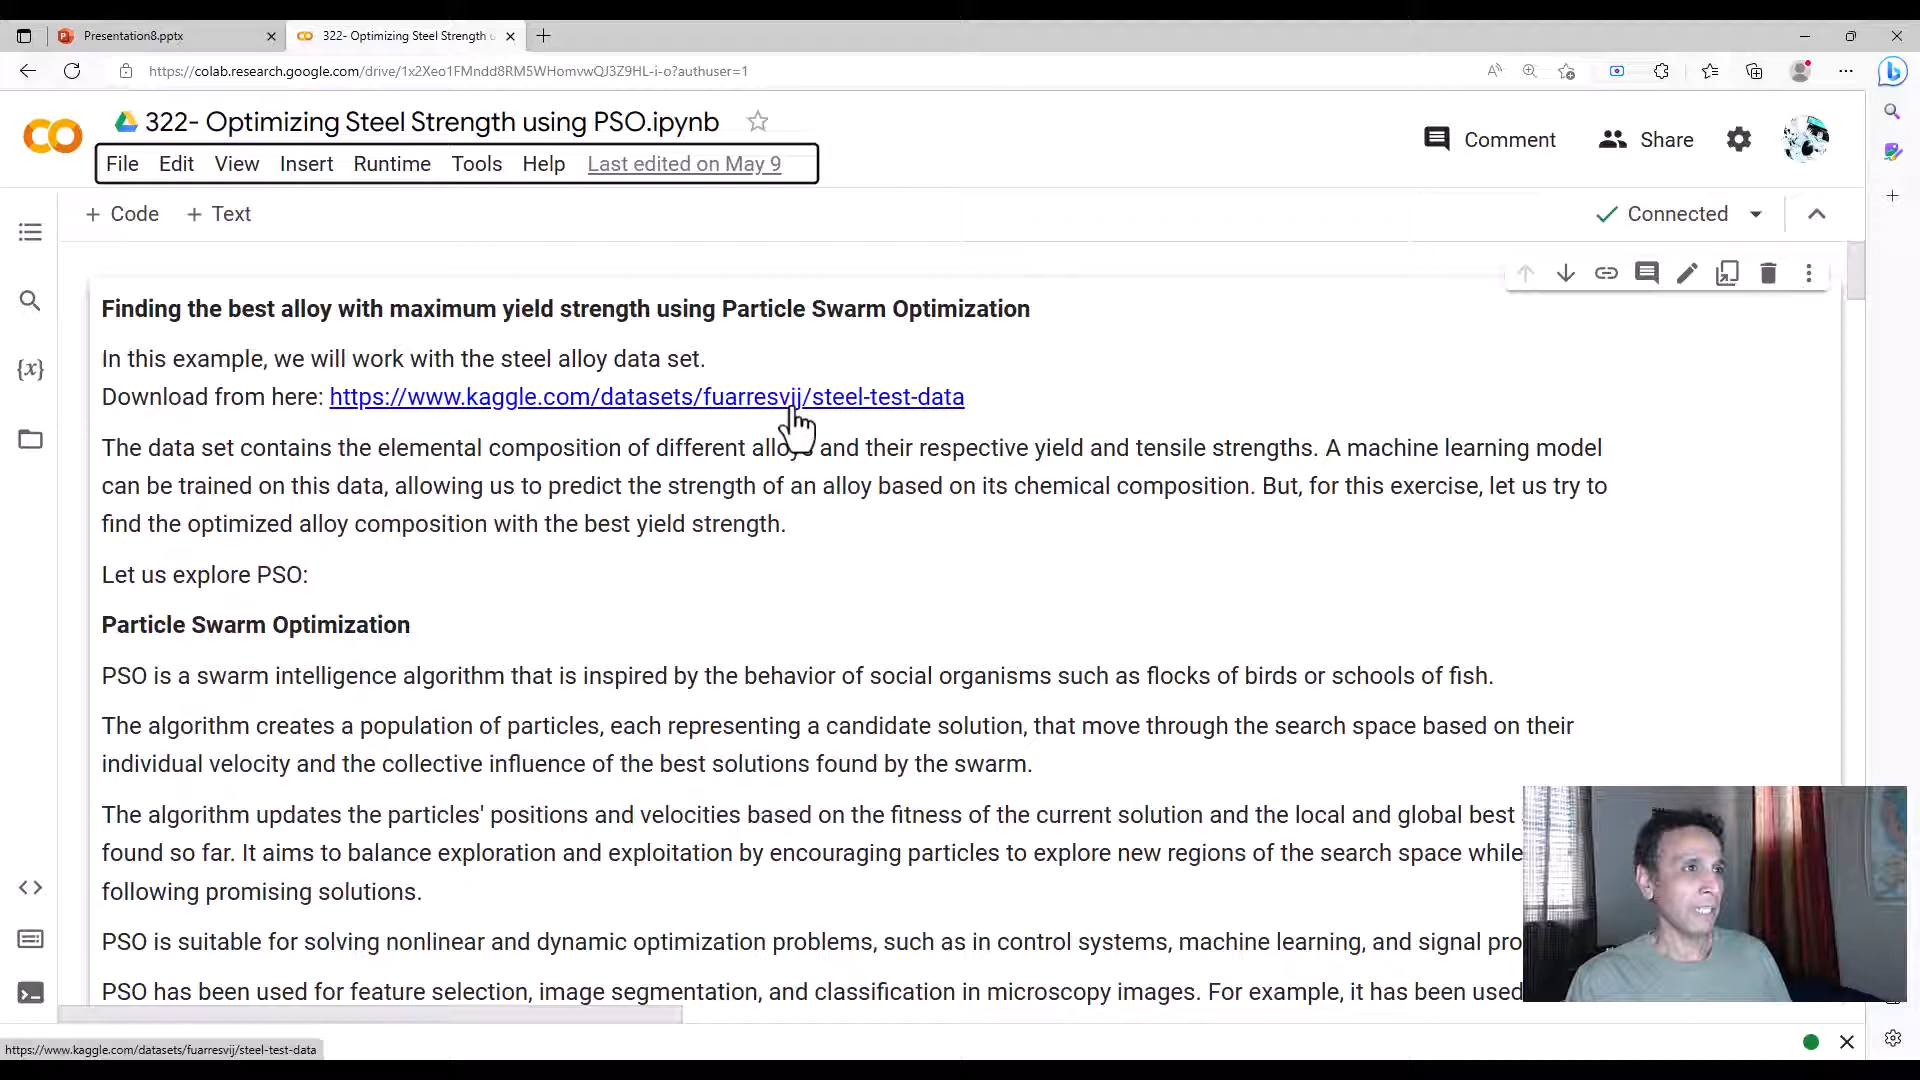 Presentation8.pptx
322- Optimizing Steel Strength u
https://colab.research.google.com/drive/1x2Xeo1FMndd8RM5WHomvwQJ3Z9HL-i-o?authuser=1
322- Optimizing Steel Strength using PSO.ipynb
Comment
Share
File Edit View Insert Runtime Tools Help Last edited on May 9
+ Code + Text
Connected
Finding the best alloy with maximum yield strength using Particle Swarm Optimization
In this example, we will work with the steel alloy data set.
Download from here: https://www.kaggle.com/datasets/fuarresvij/steel-test-data
The data set contains the elemental composition of different alloys and their respective yield and tensile strengths. A machine learning model
can be trained on this data, allowing us to predict the strength of an alloy based on its chemical composition. But, for this exercise, let us try to
find the optimized alloy composition with the best yield strength.
Let us explore PSO:
Particle Swarm Optimization
PSO is a swarm intelligence algorithm that is inspired by the behavior of social organisms such as flocks of birds or schools of fish.
The algorithm creates a population of particles, each representing a candidate solution, that move through the search space based on their
individual velocity and the collective influence of the best solutions found by the swarm.
The algorithm updates the particles' positions and velocities based on the fitness of the current solution and the local and global best
found so far. It aims to balance exploration and exploitation by encouraging particles to explore new regions of the search space while
following promising solutions.
PSO is suitable for solving nonlinear and dynamic optimization problems, such as in control systems, machine learning, and signal pro
PSO has been used for feature selection, image segmentation, and classification in microscopy images. For example, it has been used
https://www.kaggle.com/datasets/fuarresvij/steel-test-data